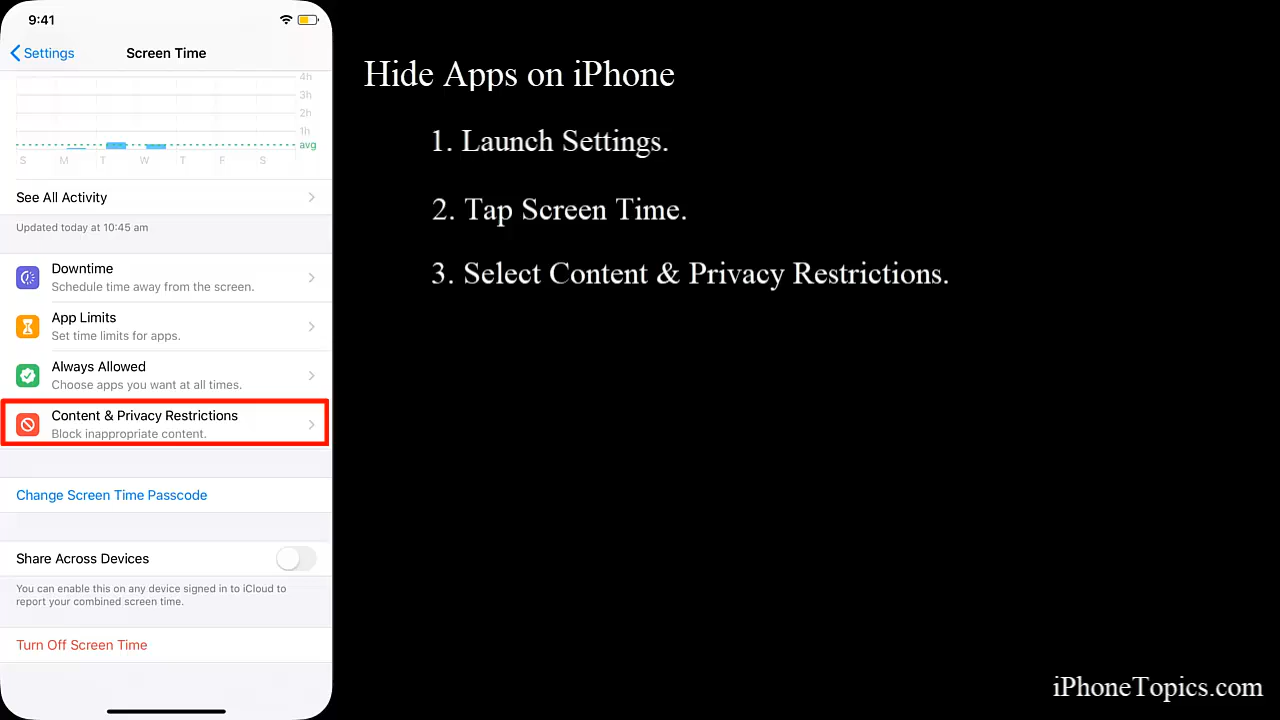 9:41
Settings
Screen Time
4h
3h
2h
1h
avg
S M T W T F S
See All Activity
Updated today at 10:45 am
Downtime
Schedule time away from the screen.
App Limits
Set time limits for apps.
Always Allowed
Choose apps you want at all times.
Content & Privacy Restrictions
Block inappropriate content.
Change Screen Time Passcode
Share Across Devices
You can enable this on any device signed in to iCloud to
report your combined screen time.
Turn Off Screen Time
Hide Apps on iPhone
1. Launch Settings.
2. Tap Screen Time.
3. Select Content & Privacy Restrictions.
iPhoneTopics.com